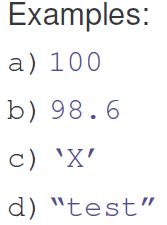 Examples:
a) 100
b) 98.6
c) ‘X’
d) “test”